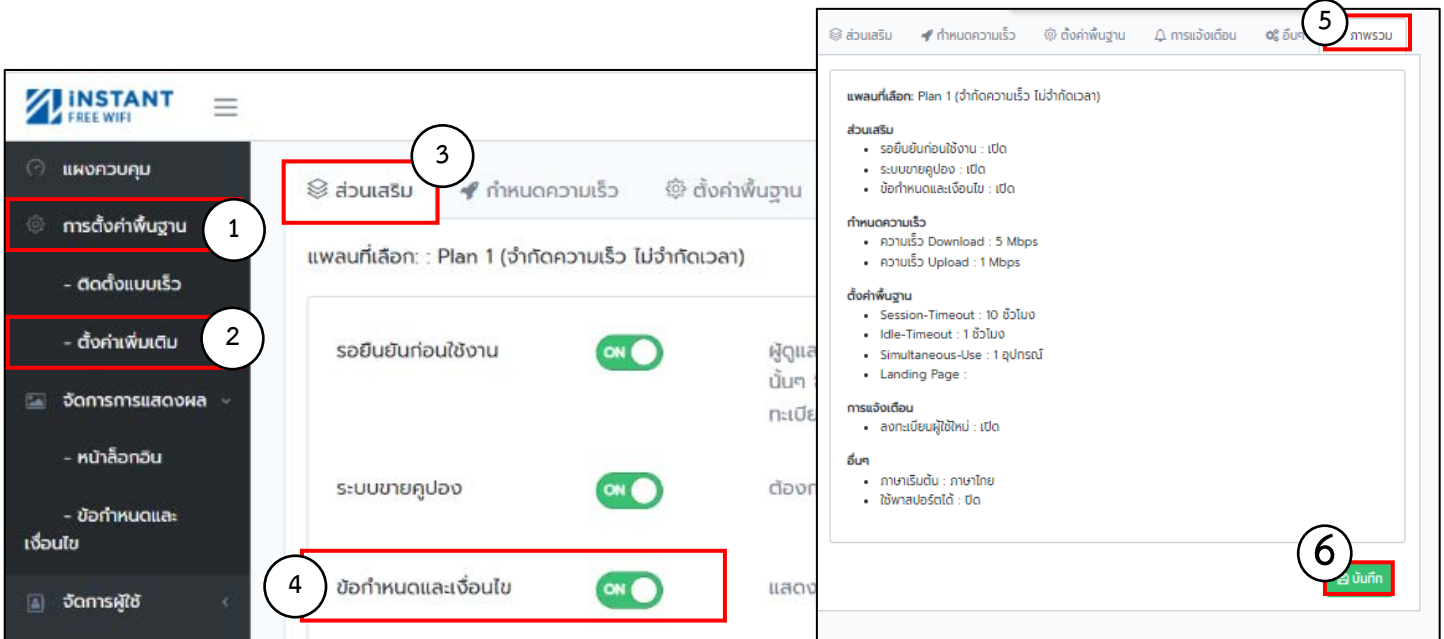 iNSTANT
FREE WIFI
แผงควบคุม
การตั้งค่าพื้นฐาน
1
- ติดตั้งแบบเร็ว
- ตั้งค่าเพิ่มเติม
2
จัดการการแสดงผล
- หน้าล็อกอิน
- ข้อกำหนดและ
เงื่อนไข
จัดการผู้ใช้
3
ส่วนเสริม
กำหนดความเร็ว
ตั้งค่าพื้นฐาน
แพลนที่เลือก: : Plan 1 (จำกัดความเร็ว ไม่จำกัดเวลา)
รอยืนยันก่อนใช้งาน
ON
ผู้ดูแล
นั้นๆ
ทะเบีย
ระบบขายคูปอง
ON
ต้องก
4
ข้อกำหนดและเงื่อนไข
ON
แสดง
5
ส่วนเสริม
กำหนดความเร็ว
ตั้งค่าพื้นฐาน
การแจ้งเตือน
อื่นๆ
ภาพรวม
แพลนที่เลือก: Plan 1 (จำกัดความเร็ว ไม่จำกัดเวลา)
ส่วนเสริม
• รอยืนยันก่อนใช้งาน : เปิด
• ระบบขายคูปอง : เปิด
• ข้อกำหนดและเงื่อนไข : เปิด
กำหนดความเร็ว
• ความเร็ว Download : 5 Mbps
• ความเร็ว Upload : 1 Mbps
ตั้งค่าพื้นฐาน
• Session-Timeout : 10 ชั่วโมง
• Idle-Timeout : 1 ชั่วโมง
• Simultaneous-Use : 1 อุปกรณ์
• Landing Page :
การแจ้งเตือน
• ลงทะเบียนผู้ใช้ใหม่ : เปิด
อื่นๆ
• ภาษาเริ่มต้น : ภาษาไทย
• ใช้พาสปอร์ตได้ : ปิด
6
บันทึก